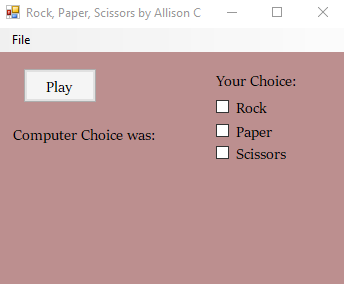 Rock, Paper, Scissors by Allison C
File
Play
Your Choice:
Rock
Paper
Scissors
Computer Choice was: